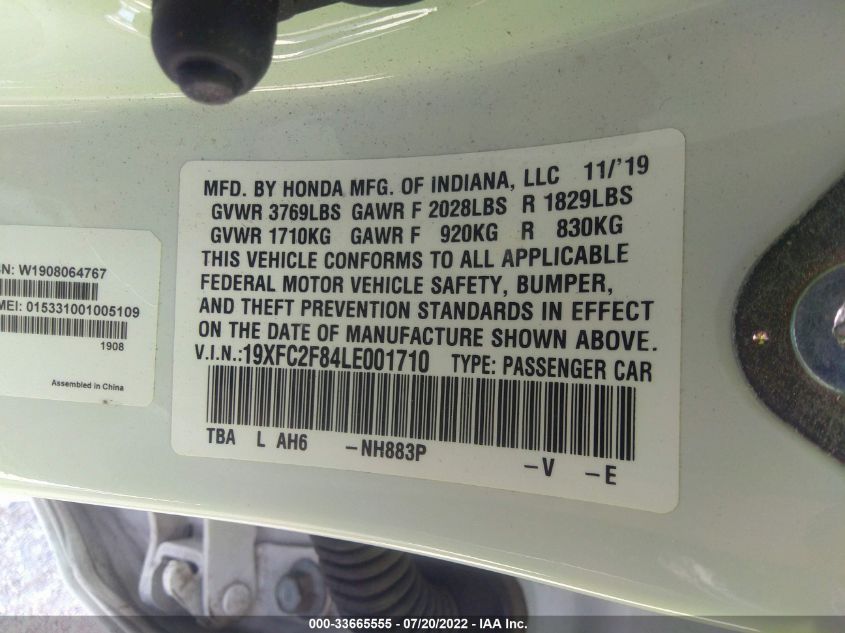 MFD. BY HONDA MFG. OF INDIANA, LLC 11/'19
GVWR 3769LBS GAWR F 2028LBS R 1829LBS
GVWR 1710KG GAWR F 920KG R 830KG
THIS VEHICLE CONFORMS TO ALL APPLICABLE
FEDERAL MOTOR VEHICLE SAFETY, BUMPER,
AND THEFT PREVENTION STANDARDS IN EFFECT
ON THE DATE OF MANUFACTURE SHOWN ABOVE.
V.I.N.:19XFC2F84LE001710 TYPE: PASSENGER CAR
TBA L AH6 -NH883P -V -E
N: W1908064767
MEI: 015331001005109
1908
Assembled in China
000-33665555 - 07/20/2022 - IAA Inc.